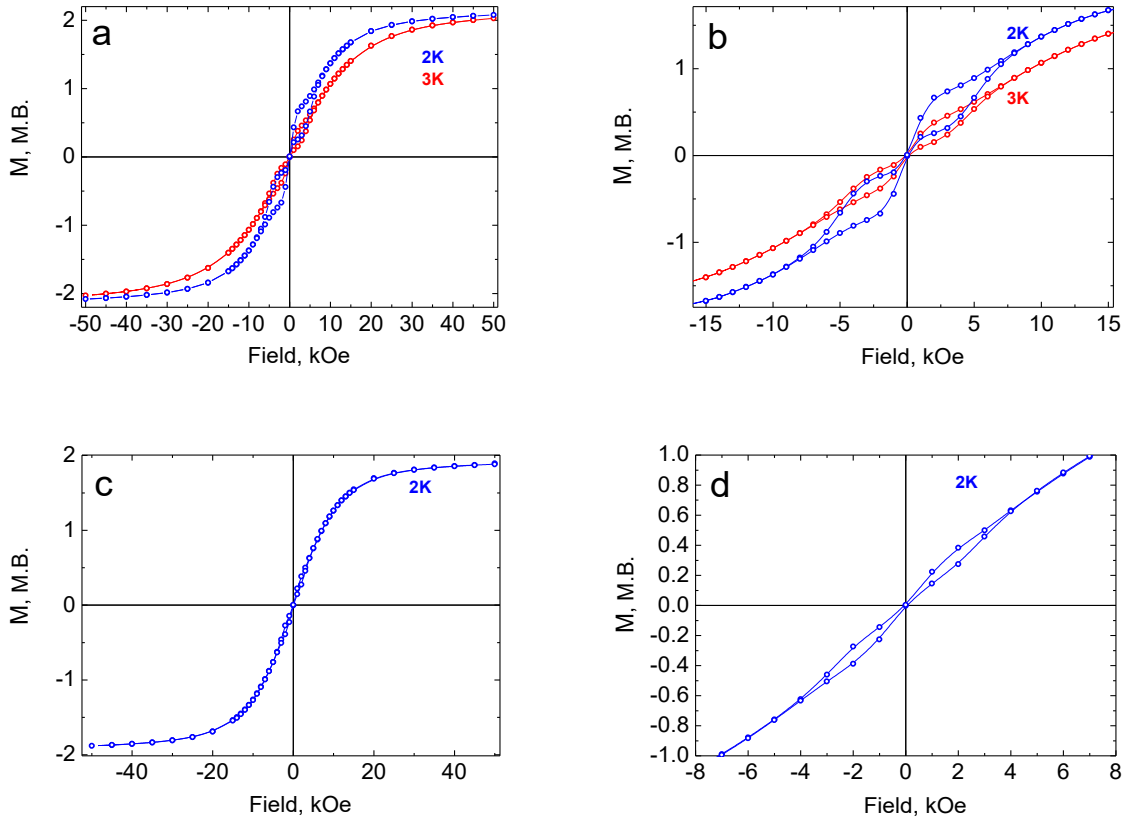 a
2K
3K
M, M.B.
2
1
0
-1
-2
-50 -40 -30 -20 -10 0 10 20 30 40 50
Field, kOe
b
2K
3K
M, M.B.
1
0
-1
-15 -10 -5 0 5 10 15
Field, kOe
c
2K
M, M.B.
2
1
0
-1
-2
-40 -20 0 20 40
Field, kOe
d
2K
M, M.B.
1.0
0.8
0.6
0.4
0.2
0.0
-0.2
-0.4
-0.6
-0.8
-1.0
-8 -6 -4 -2 0 2 4 6 8
Field, kOe